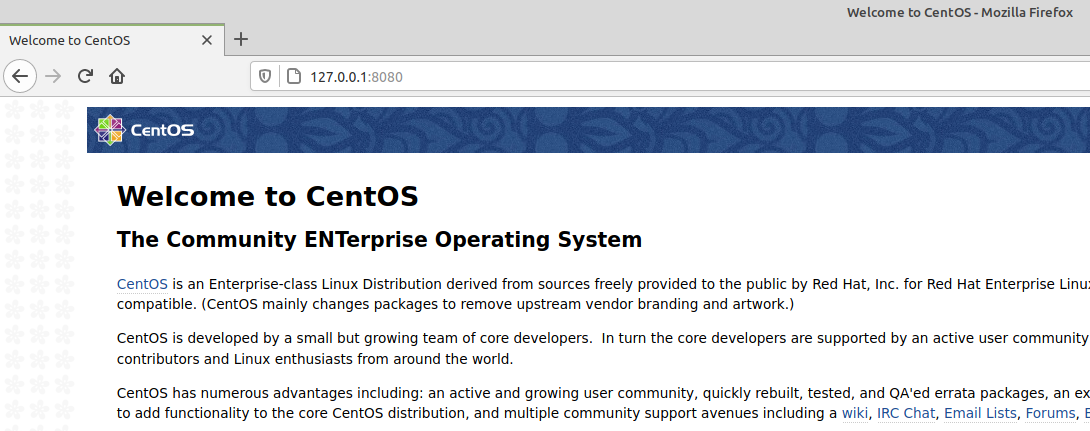 Welcome to CentOS - Mozilla Firefox
Welcome to CentOS
127.0.0.1:8080
CentOS
Welcome to CentOS
The Community ENTerprise Operating System
CentOS is an Enterprise-class Linux Distribution derived from sources freely provided to the public by Red Hat, Inc. for Red Hat Enterprise
compatible. (CentOS mainly changes packages to remove upstream vendor branding and artwork.)
CentOS is developed by a small but growing team of core developers.  In turn the core developers are supported by an active user community
contributors and Linux enthusiasts from around the world.
CentOS has numerous advantages including: an active and growing user community, quickly rebuilt, tested, and QA'ed errata packages, an
to add functionality to the core CentOS distribution, and multiple community support avenues including a wiki, IRC Chat, Email Lists, Forums,